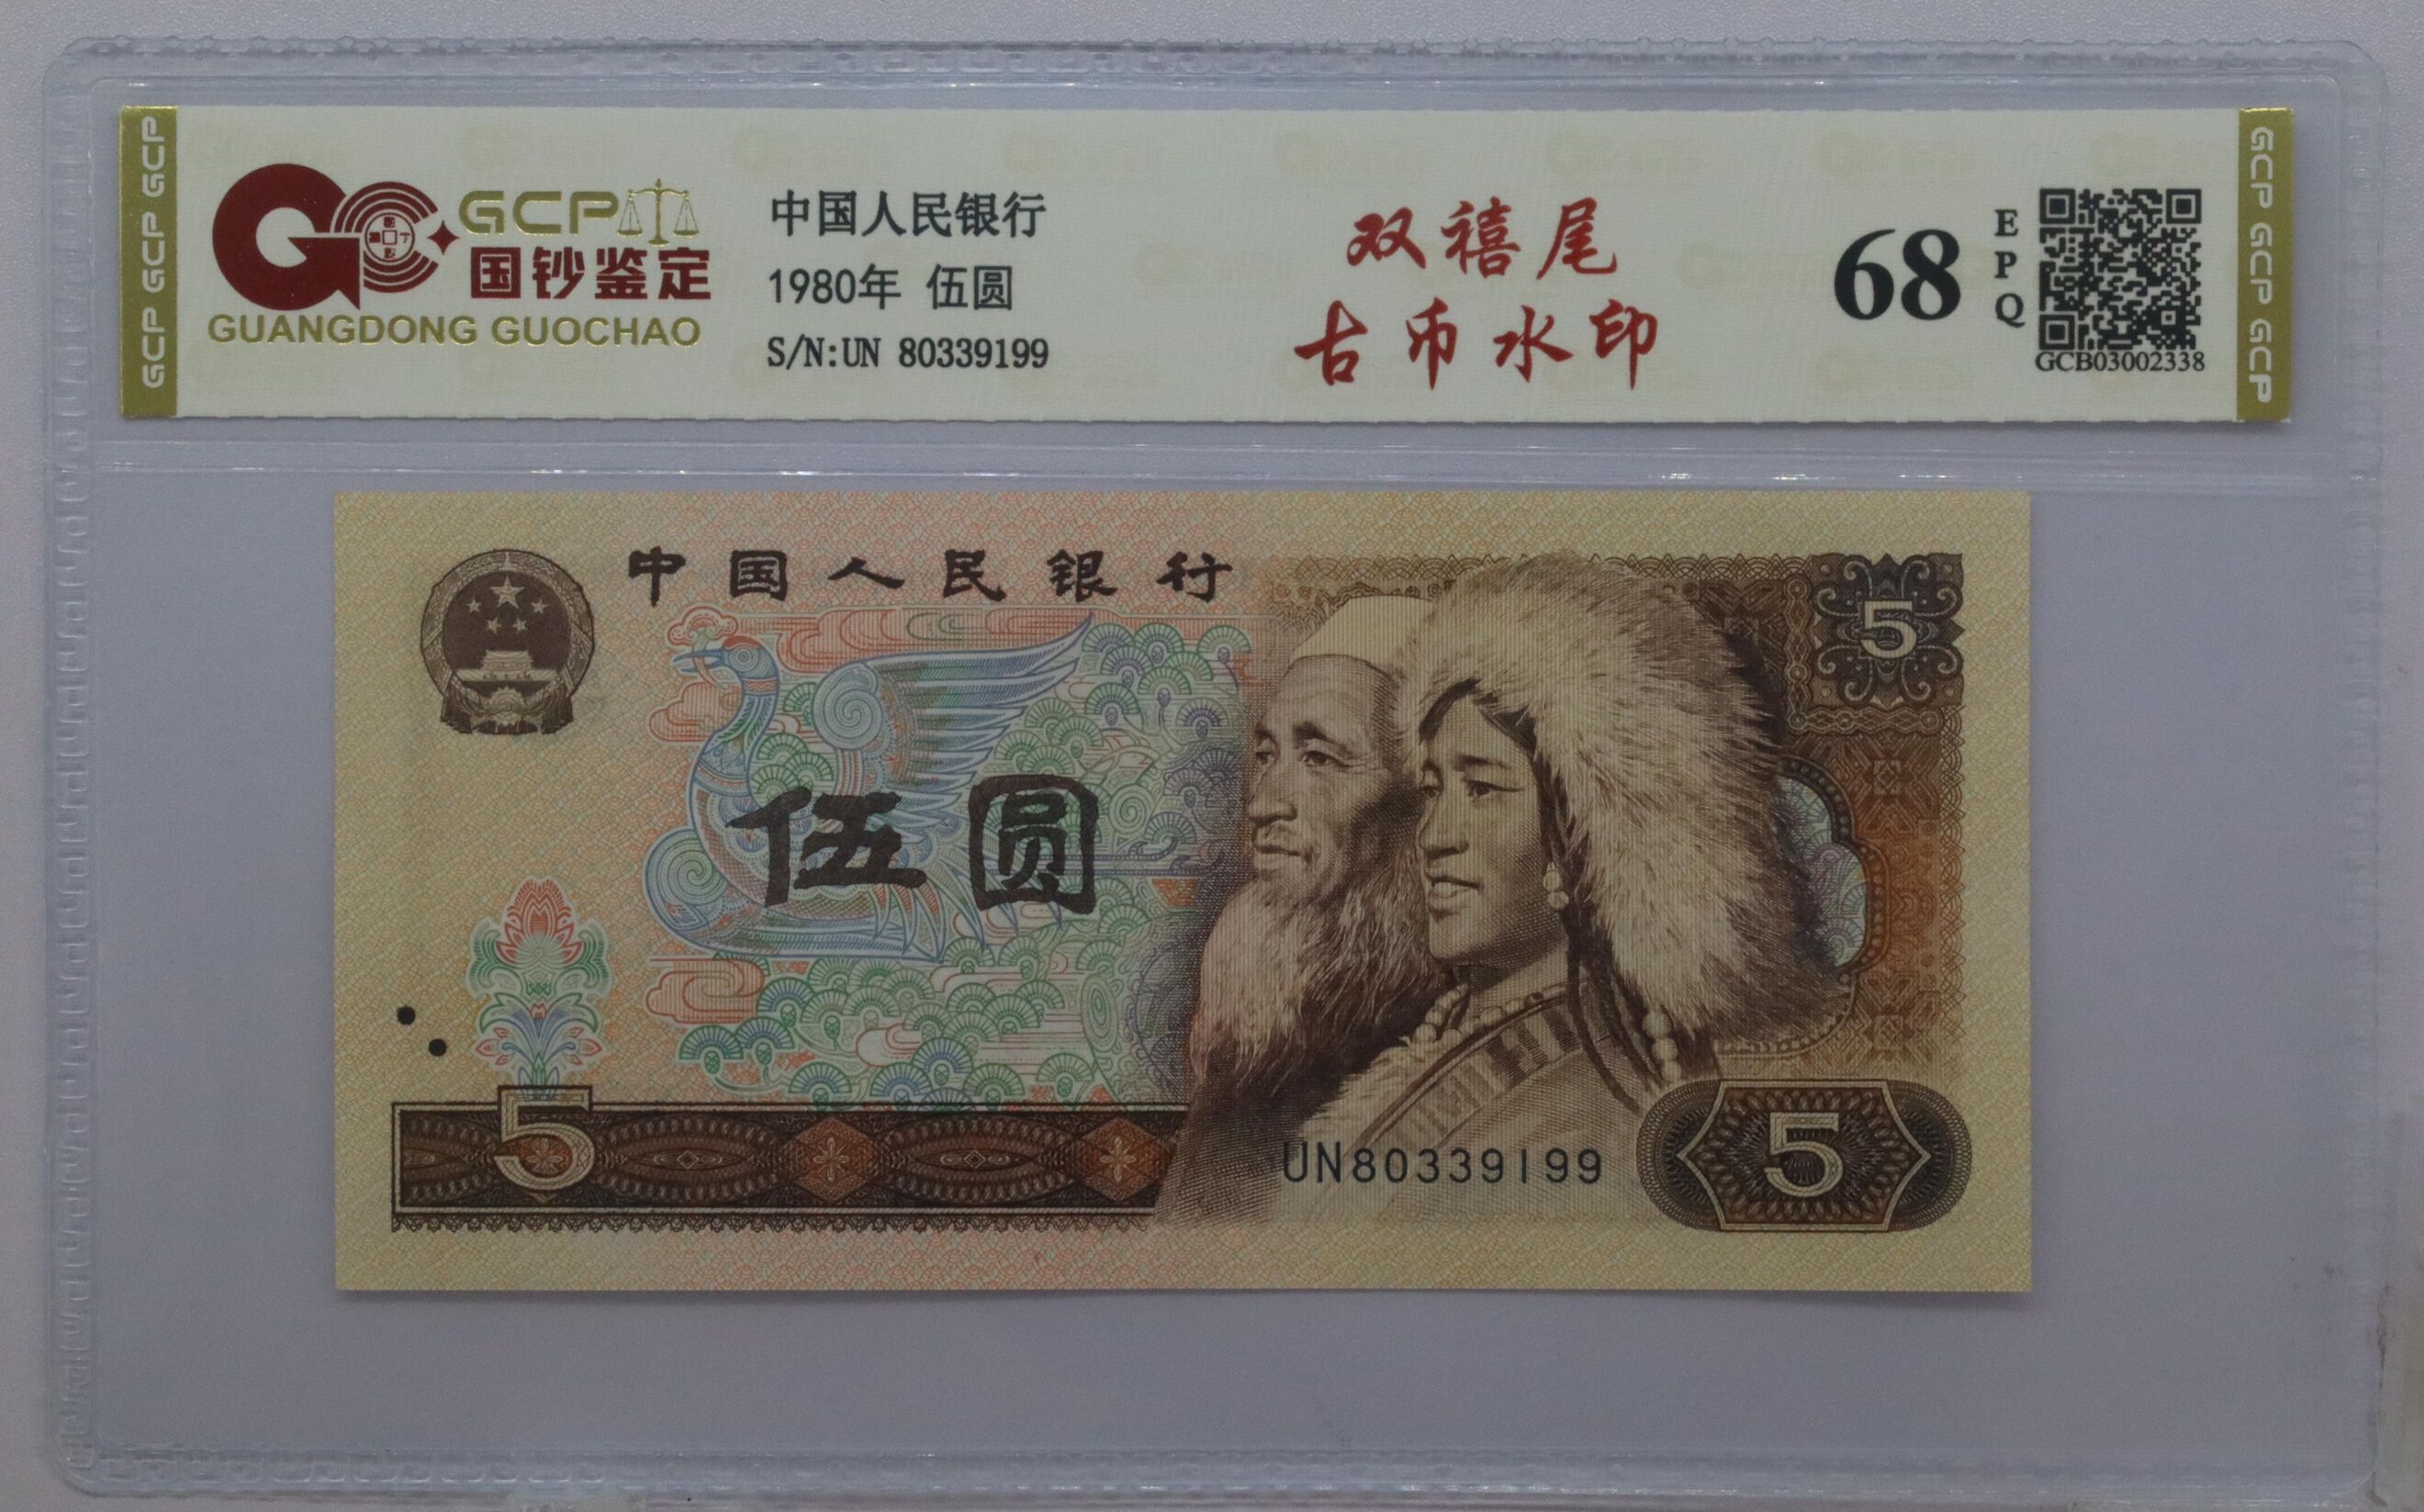 GCP GCP GCP
GCP
国钞鉴定
GUANGDONG GUOCHAO
中国人民银行
1980年 伍圆
S/N:UN 80339199
双禧尾
古币水印
68
EPQ
GCB03002338
GCP GCP GCP
中国人民银行
5
伍圆
5
UN80339199
5